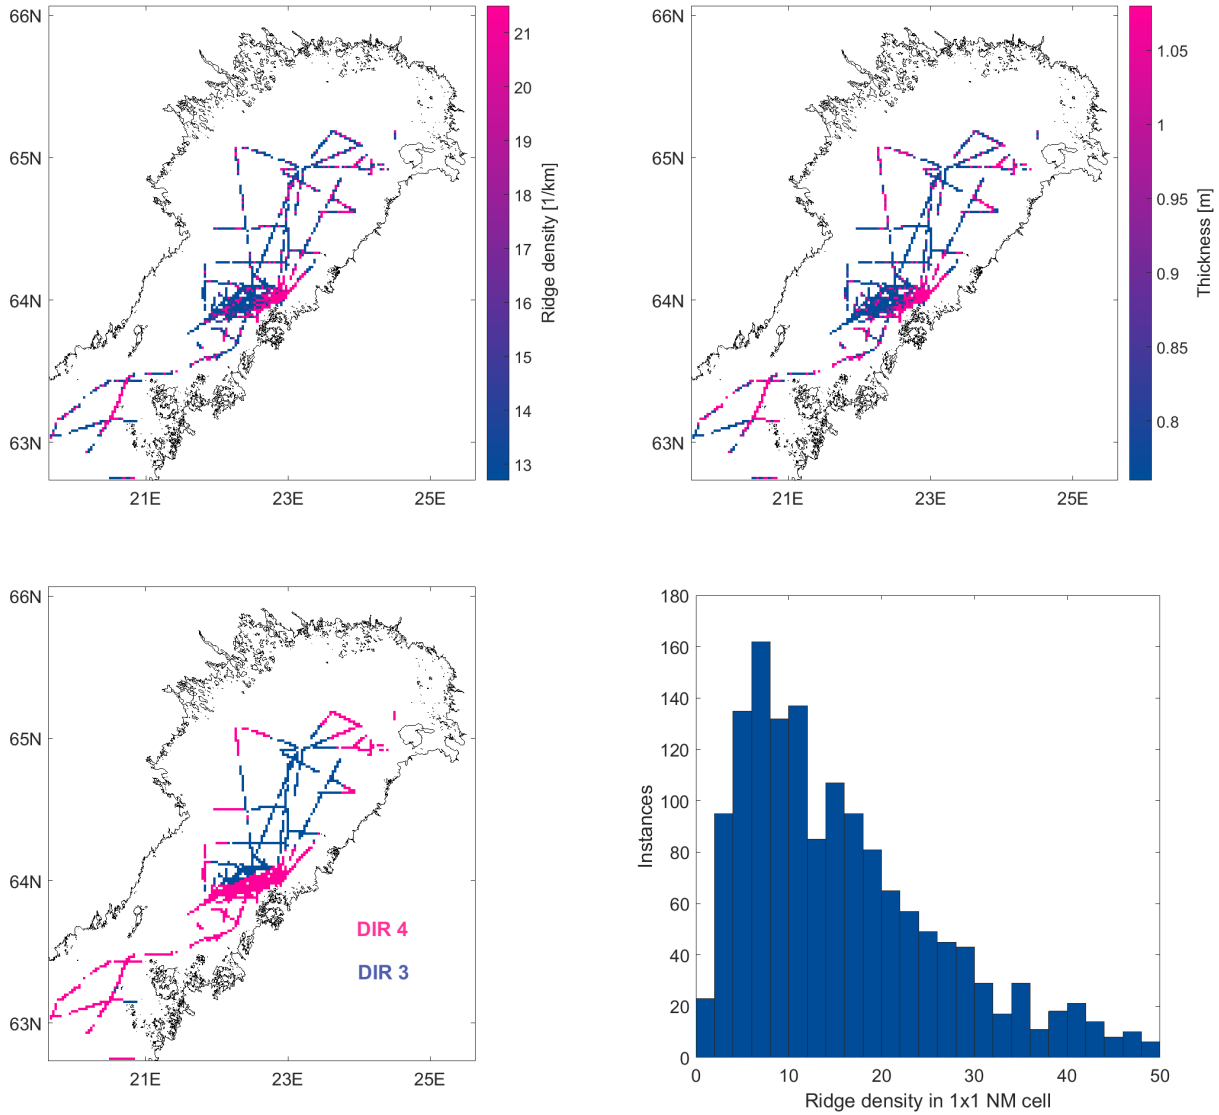 66N
65N
64N
63N
21E
23E
25E
21
20
19
18
17
16
15
14
13
Ridge density [1/km]
66N
65N
64N
63N
21E
23E
25E
1.05
1
0.95
0.9
0.85
0.8
Thickness [m]
66N
65N
64N
63N
21E
23E
25E
DIR 4
DIR 3
180
160
140
120
100
80
60
40
20
0
Instances
0
10
20
30
40
50
Ridge density in 1x1 NM cell